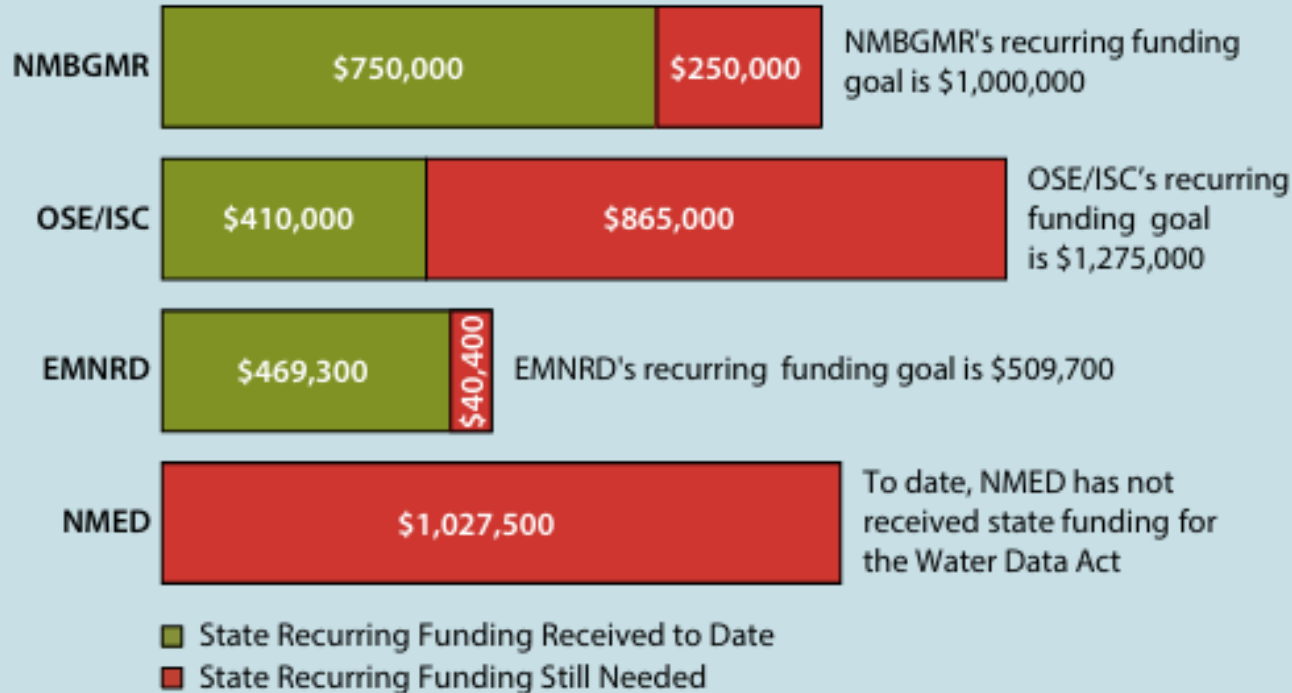 NMBGMR
$750,000
$250,000
NMBGMR's recurring funding
goal is $1,000,000
OSE/ISC
$410,000
$865,000
OSE/ISC's recurring
funding goal
is $1,275,000
EMNRD
$469,300
$40,400
EMNRD's recurring funding goal is $509,700
NMED
$1,027,500
To date, NMED has not
received state funding for
the Water Data Act
State Recurring Funding Received to Date
State Recurring Funding Still Needed